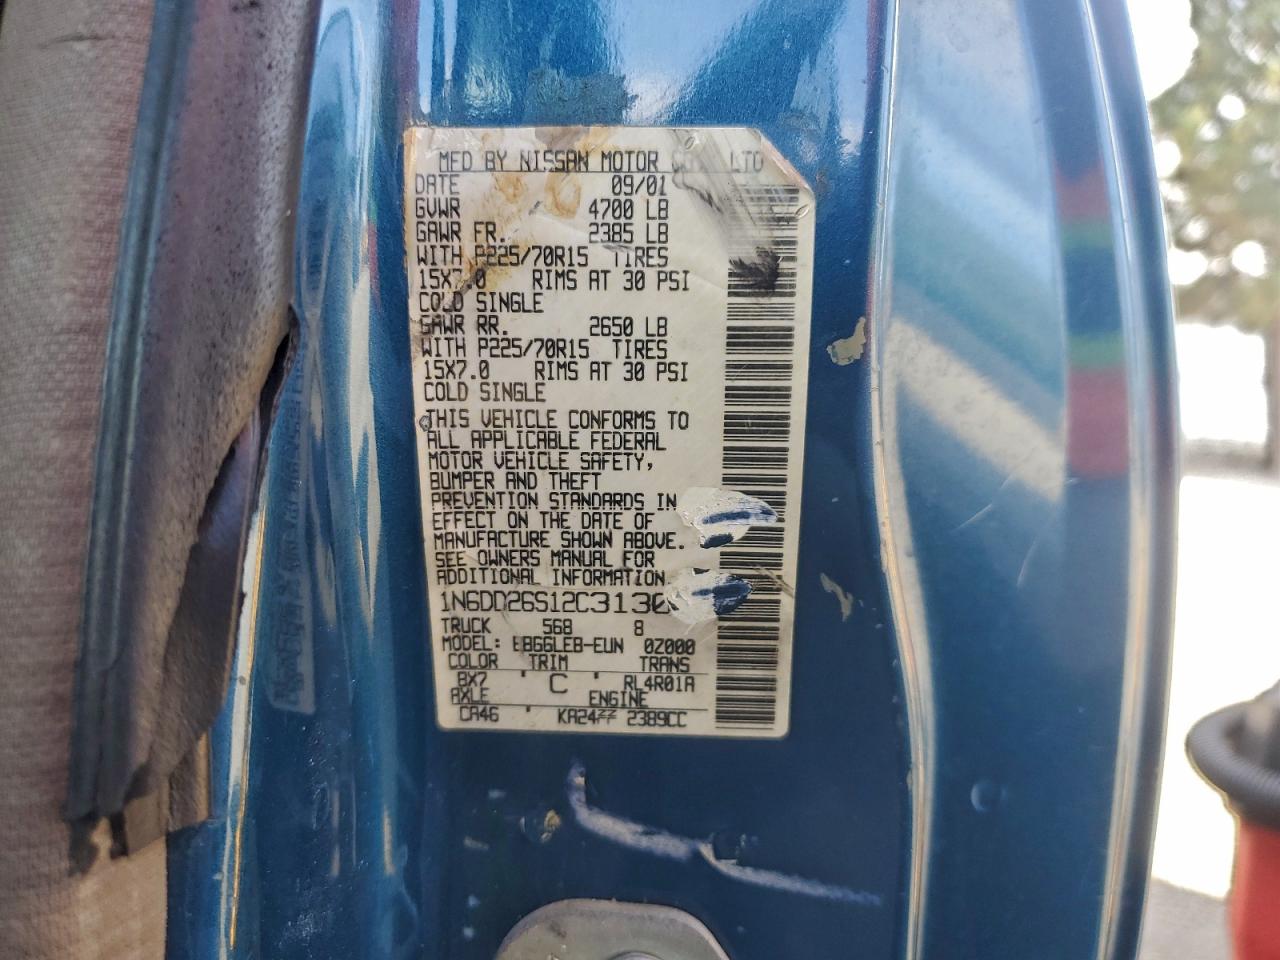 MFD BY NISSAN MOTOR LTD
DATE 09/01
GVWR 4700 LB
GAWR FR. 2385 LB
WITH P225/70R15 TIRES
15X7.0 RIMS AT 30 PSI
COLD SINGLE
GAWR RR. 2650 LB
WITH P225/70R15 TIRES
15X7.0 RIMS AT 30 PSI
COLD SINGLE
THIS VEHICLE CONFORMS TO
ALL APPLICABLE FEDERAL
MOTOR VEHICLE SAFETY,
BUMPER AND THEFT
PREVENTION STANDARDS IN
EFFECT ON THE DATE OF
MANUFACTURE SHOWN ABOVE.
SEE OWNERS MANUAL FOR
ADDITIONAL INFORMATION
TRUCK 568 8
MODEL: 0Z000
COLOR TRIM TRANS
BX7 ' C ' RL4R01A
AXLE ENGINE
CA46 ' 2389CC